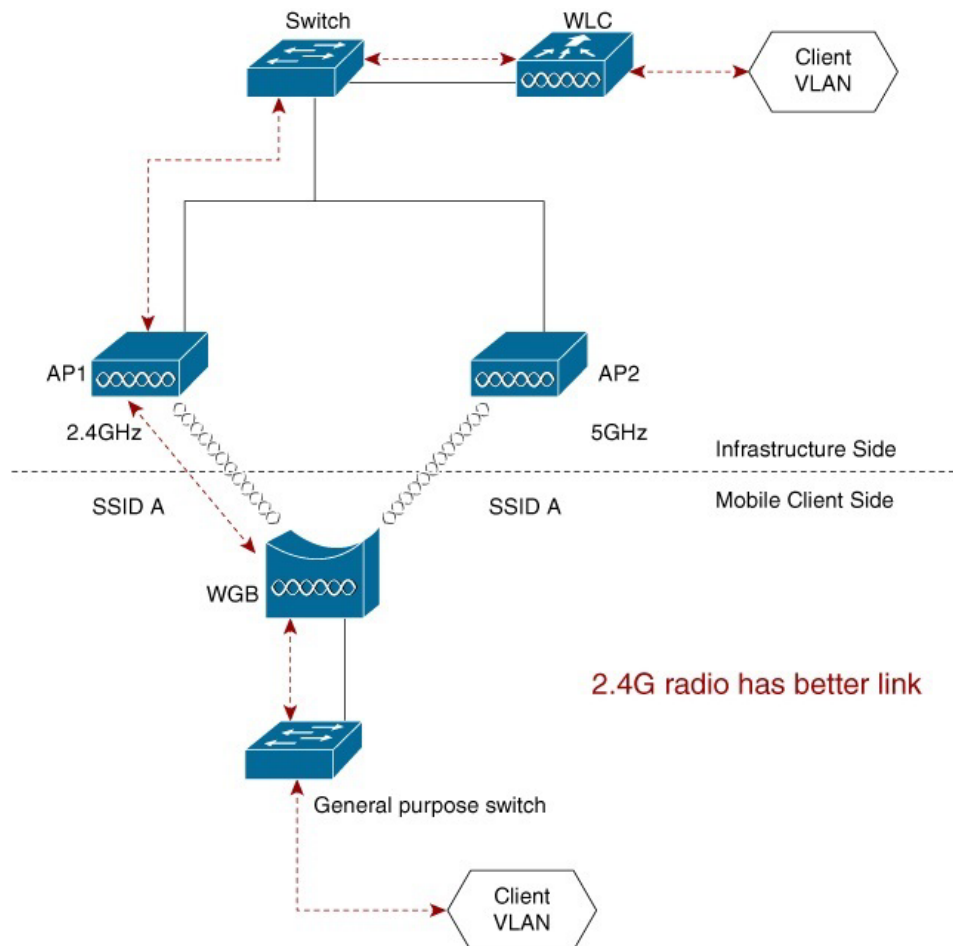 Switch
WLC
Client
VLAN
AP1
AP2
2.4GHz
5GHz
Infrastructure Side
SSID A
SSID A
Mobile Client Side
WGB
2.4G radio has better link
General purpose switch
Client
VLAN